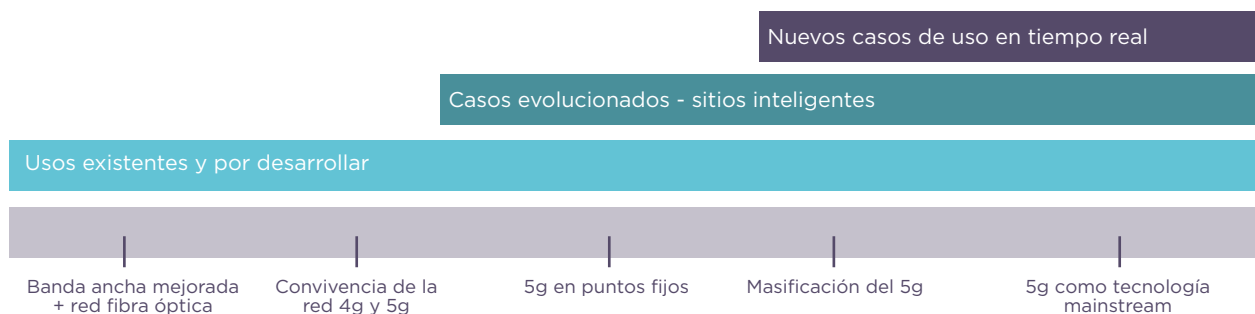 Nuevos casos de uso en tiempo real
Casos evolucionados - sitios inteligentes
Usos existentes y por desarrollar
Banda ancha mejorada
+ red fibra óptica
Convivencia de la
red 4g y 5g
5g en puntos fijos
Masificación del 5g
5g como tecnología
mainstream